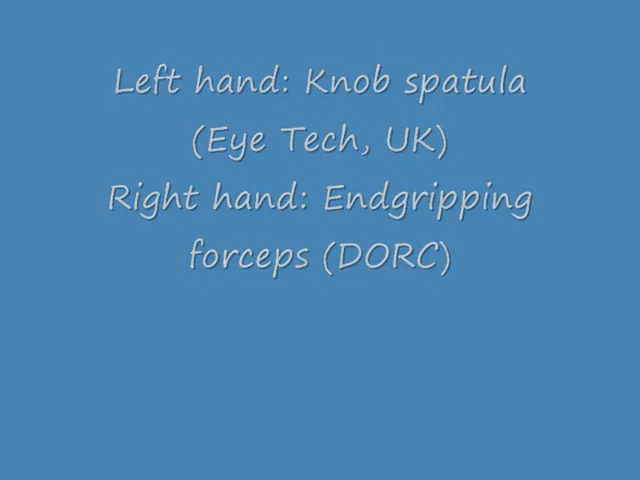 Left hand: Knob spatula
(Eye Tech, UK)
Right hand: Endgripping
forceps (DORC)